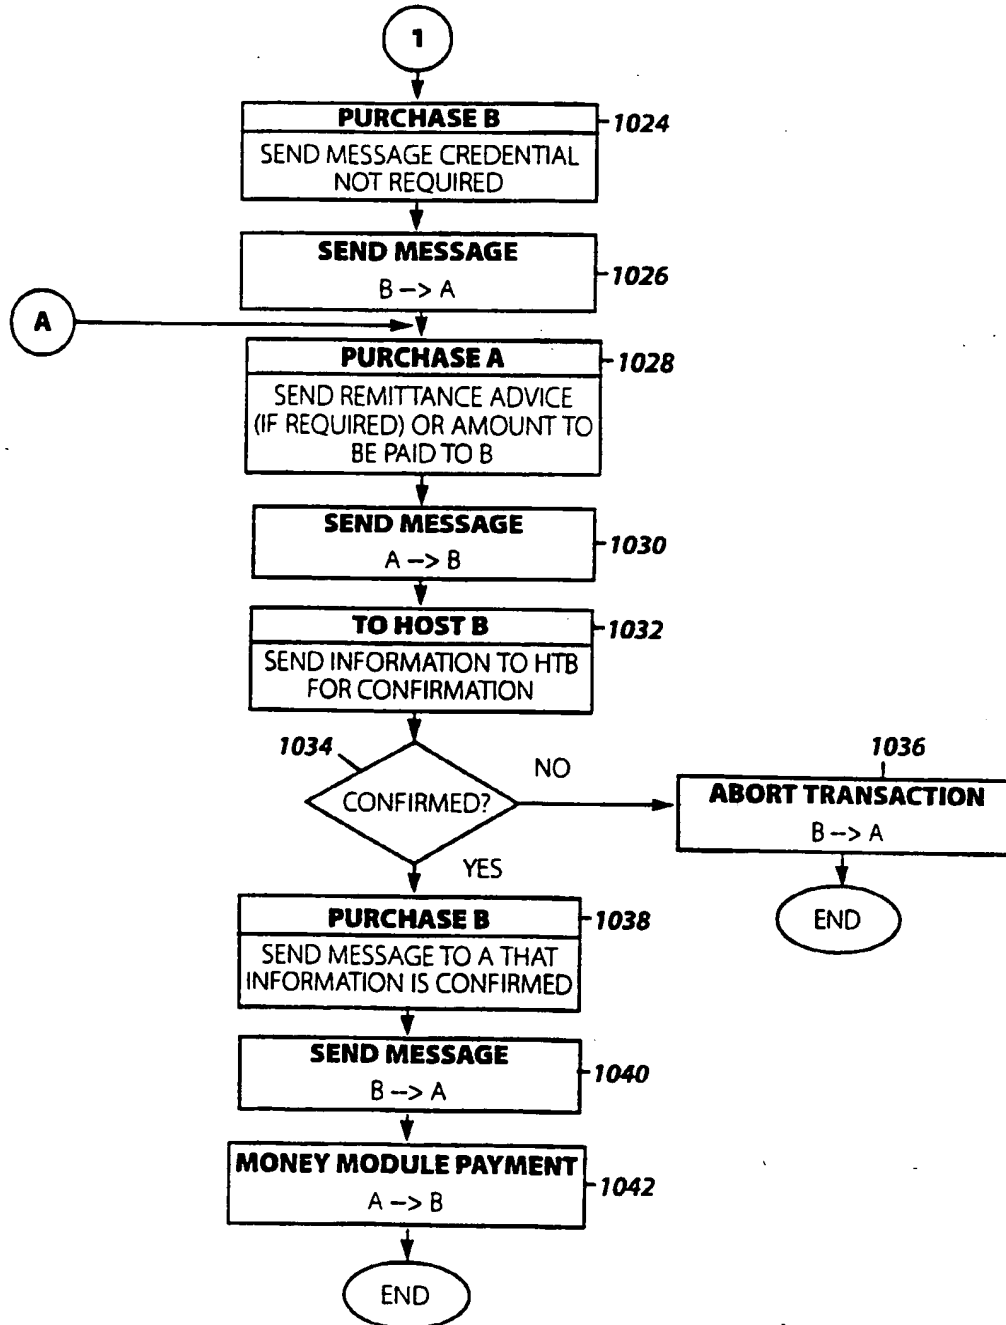 1
PURCHASE B
1024
SEND MESSAGE CREDENTIAL
NOT REQUIRED
SEND MESSAGE
B --> A
1026
A
PURCHASE A
1028
SEND REMITTANCE ADVICE
(IF REQUIRED) OR AMOUNT TO
BE PAID TO B
SEND MESSAGE
A --> B
1030
TO HOST B
1032
SEND INFORMATION TO HTB
FOR CONFIRMATION
1034
CONFIRMED?
NO
1036
ABORT TRANSACTION
B --> A
END
YES
PURCHASE B
1038
SEND MESSAGE TO A THAT
INFORMATION IS CONFIRMED
SEND MESSAGE
B --> A
1040
MONEY MODULE PAYMENT
A --> B
1042
END